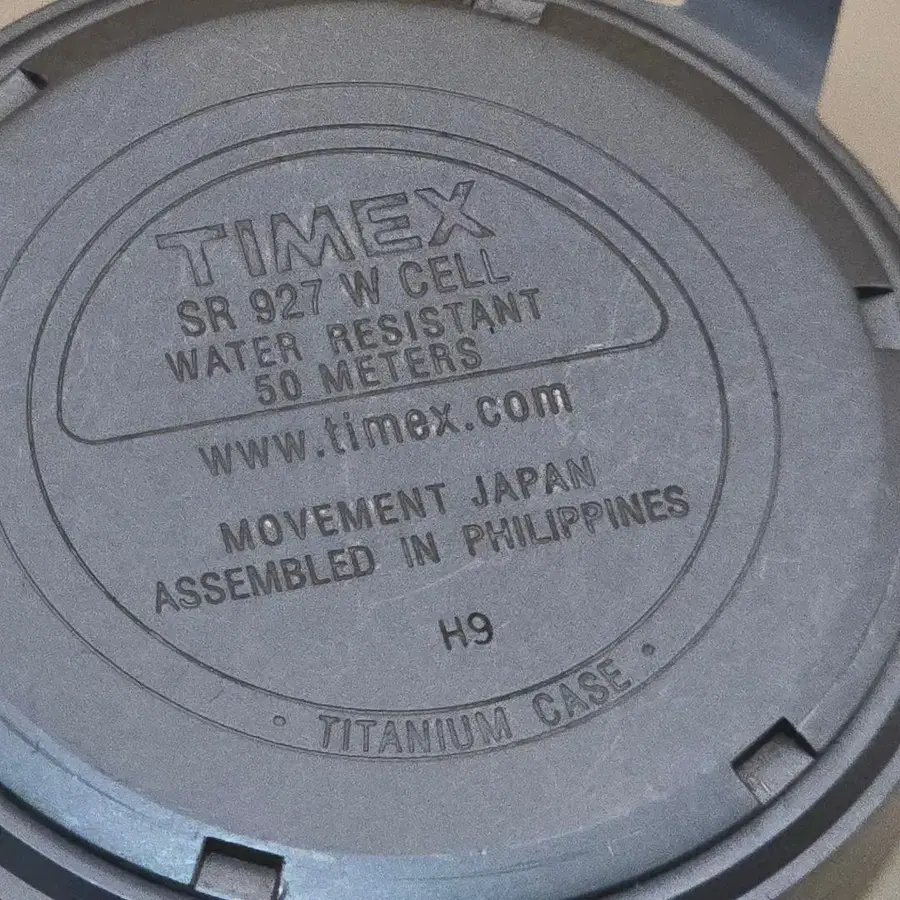 TIMEX
SR 927 W CELL
WATER RESISTANT
50 METERS
www.timex.com
MOVEMENT JAPAN
ASSEMBLED IN PHILIPPINES
H9
• TITANIUM CASE •